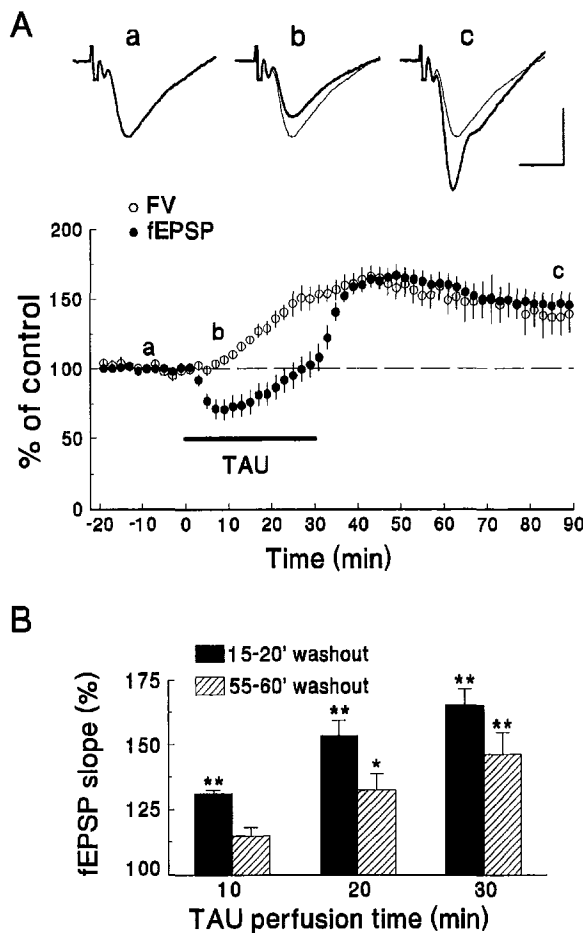 A
a b c
○ FV
● fEPSP
200
150
100
50
0
% of control
a
b
c
TAU
-20 -10 0 10 20 30 40 50 60 70 80 90
Time (min)
B
15-20' washout
55-60' washout
175
150
125
100
fEPSP slope (%)
**
** *
** **
10 20 30
TAU perfusion time (min)